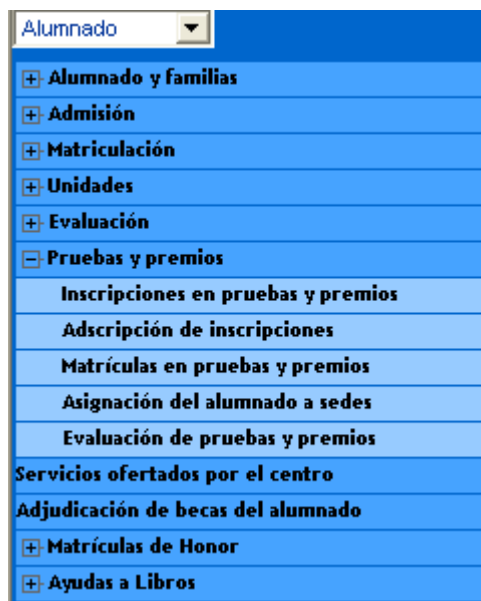 Alumnado
Alumnado y familias
Admisión
Matriculación
Unidades
Evaluación
Pruebas y premios
Inscripciones en pruebas y premios
Adscripción de inscripciones
Matrículas en pruebas y premios
Asignación del alumnado a sedes
Evaluación de pruebas y premios
Servicios ofertados por el centro
Adjudicación de becas del alumnado
Matrículas de Honor
Ayudas a Libros